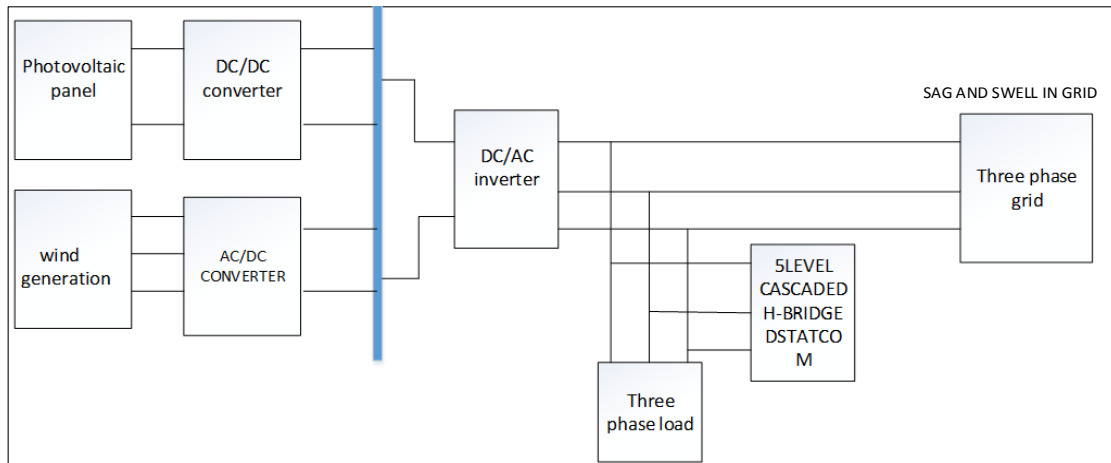 Photovoltaic
panel
DC/DC
converter
SAG AND SWELL IN GRID
DC/AC
inverter
Three phase
grid
wind
generation
AC/DC
CONVERTER
5LEVEL
CASCADED
H-BRIDGE
DSTATCO
M
Three
phase load